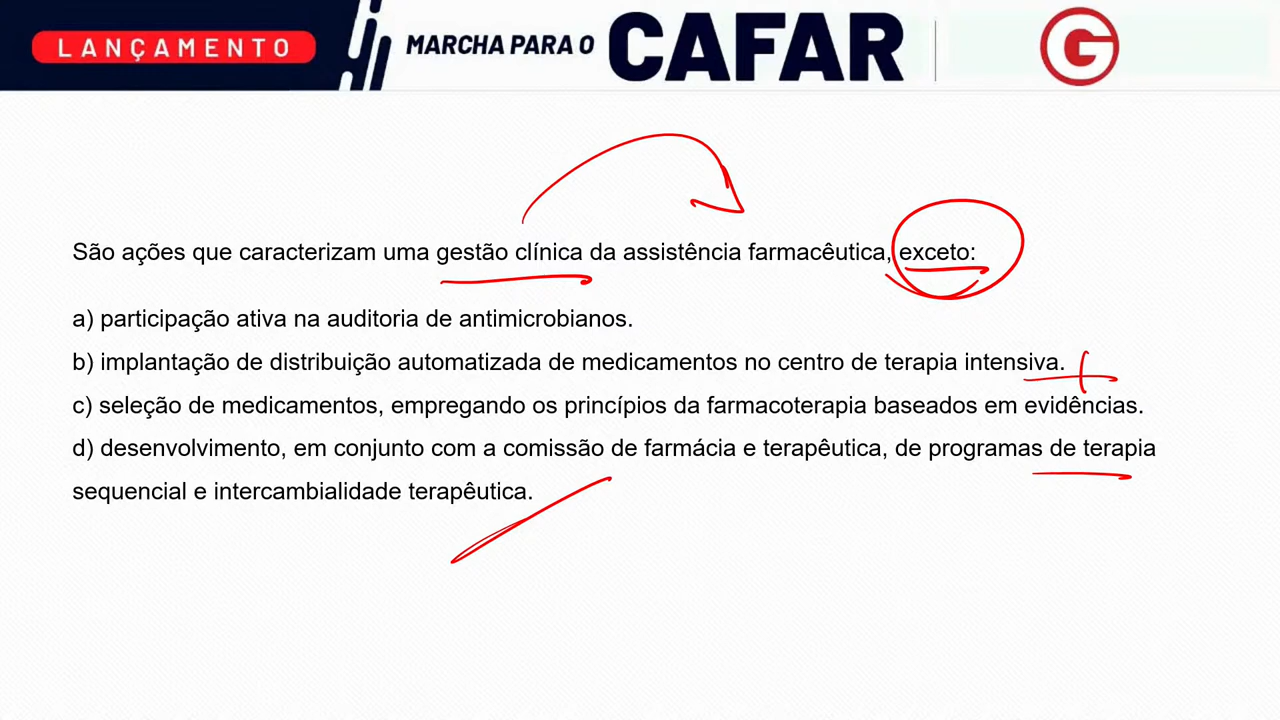 LANÇAMENTO
MARCHA PARA O CAFAR
G
São ações que caracterizam uma gestão clínica da assistência farmacêutica, exceto:
a) participação ativa na auditoria de antimicrobianos.
b) implantação de distribuição automatizada de medicamentos no centro de terapia intensiva.
c) seleção de medicamentos, empregando os princípios da farmacoterapia baseados em evidências.
d) desenvolvimento, em conjunto com a comissão de farmácia e terapêutica, de programas de terapia
sequencial e intercambialidade terapêutica.